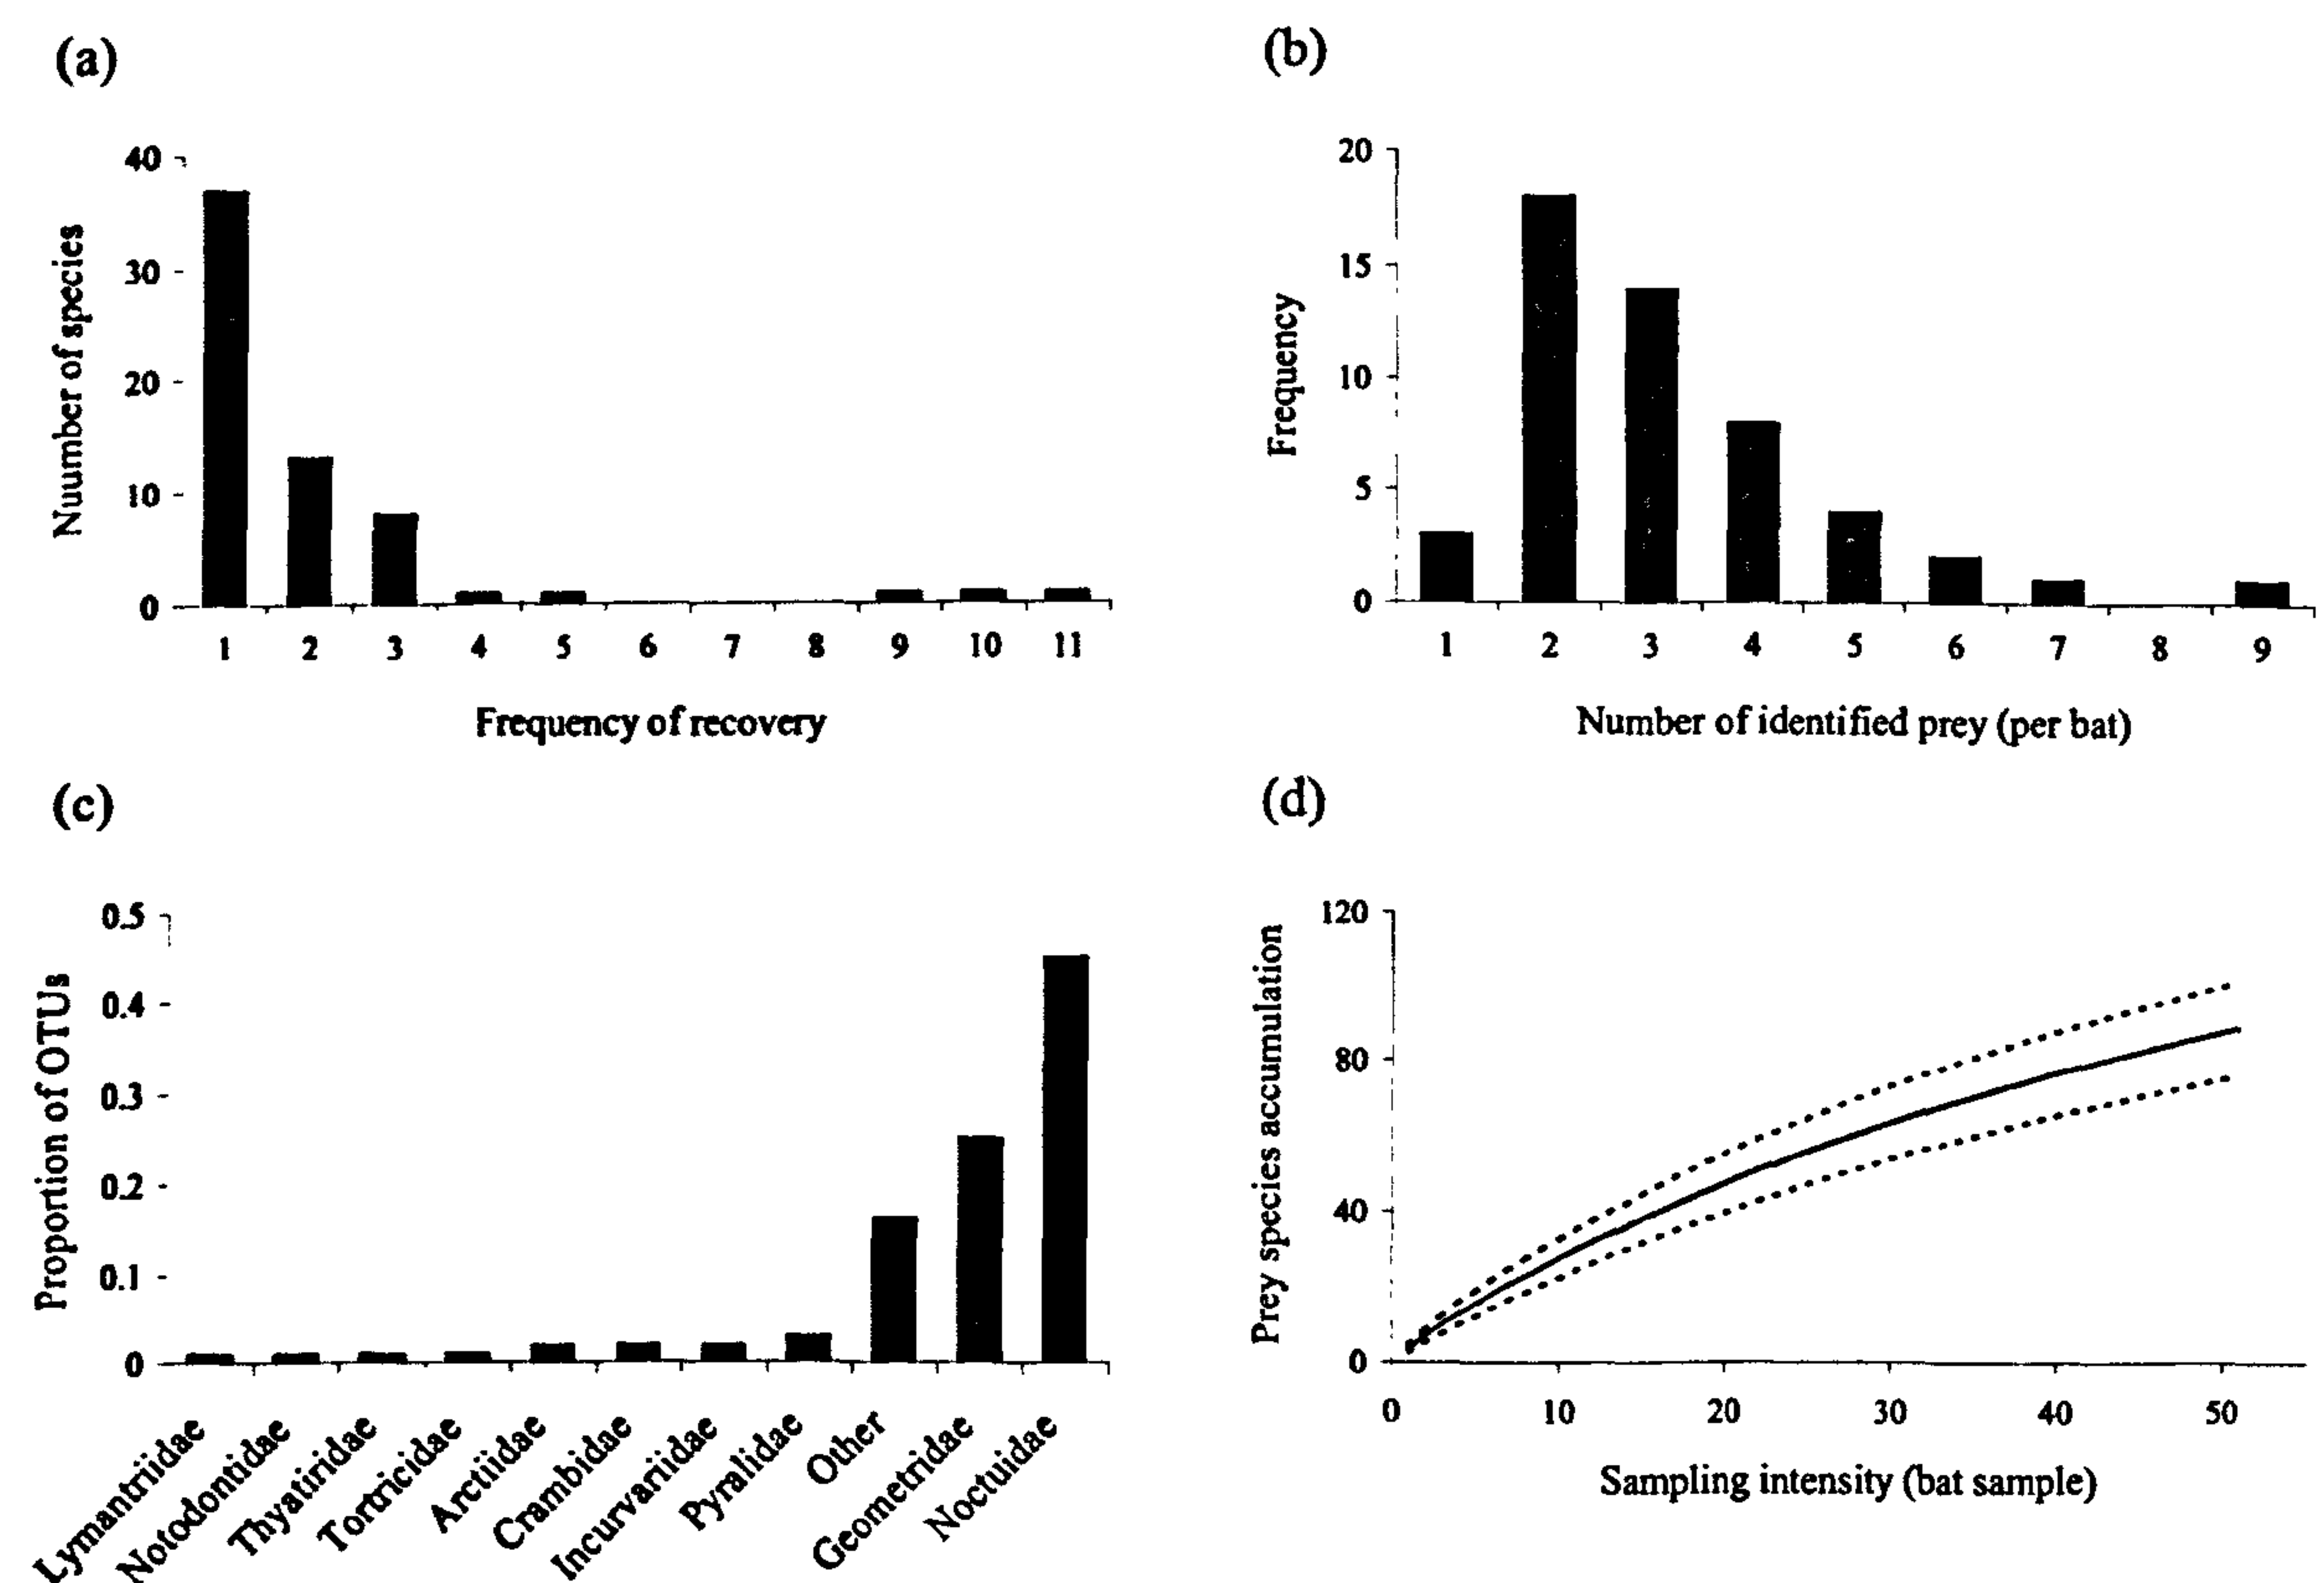 (a)
40
30
20
10
0
Nuumber of species
1 2 3 4 5 6 7 8 9 10 11
Frequency of recovery
(b)
20
15
10
5
0
Frequency
1 2 3 4 5 6 7 8 9
Number of identified prey (per bat)
(c)
0.5
0.4
0.3
0.2
0.1
0
Proportion of OTUs
Lymantriidae
Notodontidae
Thyatiridae
Tortricidae
Arctiidae
Crambidae
Incurvariidae
Pyralidae
Other
Geometridae
Noctuidae
(d)
120
80
40
0
Prey species accumulation
0 10 20 30 40 50
Sampling intensity (bat sample)